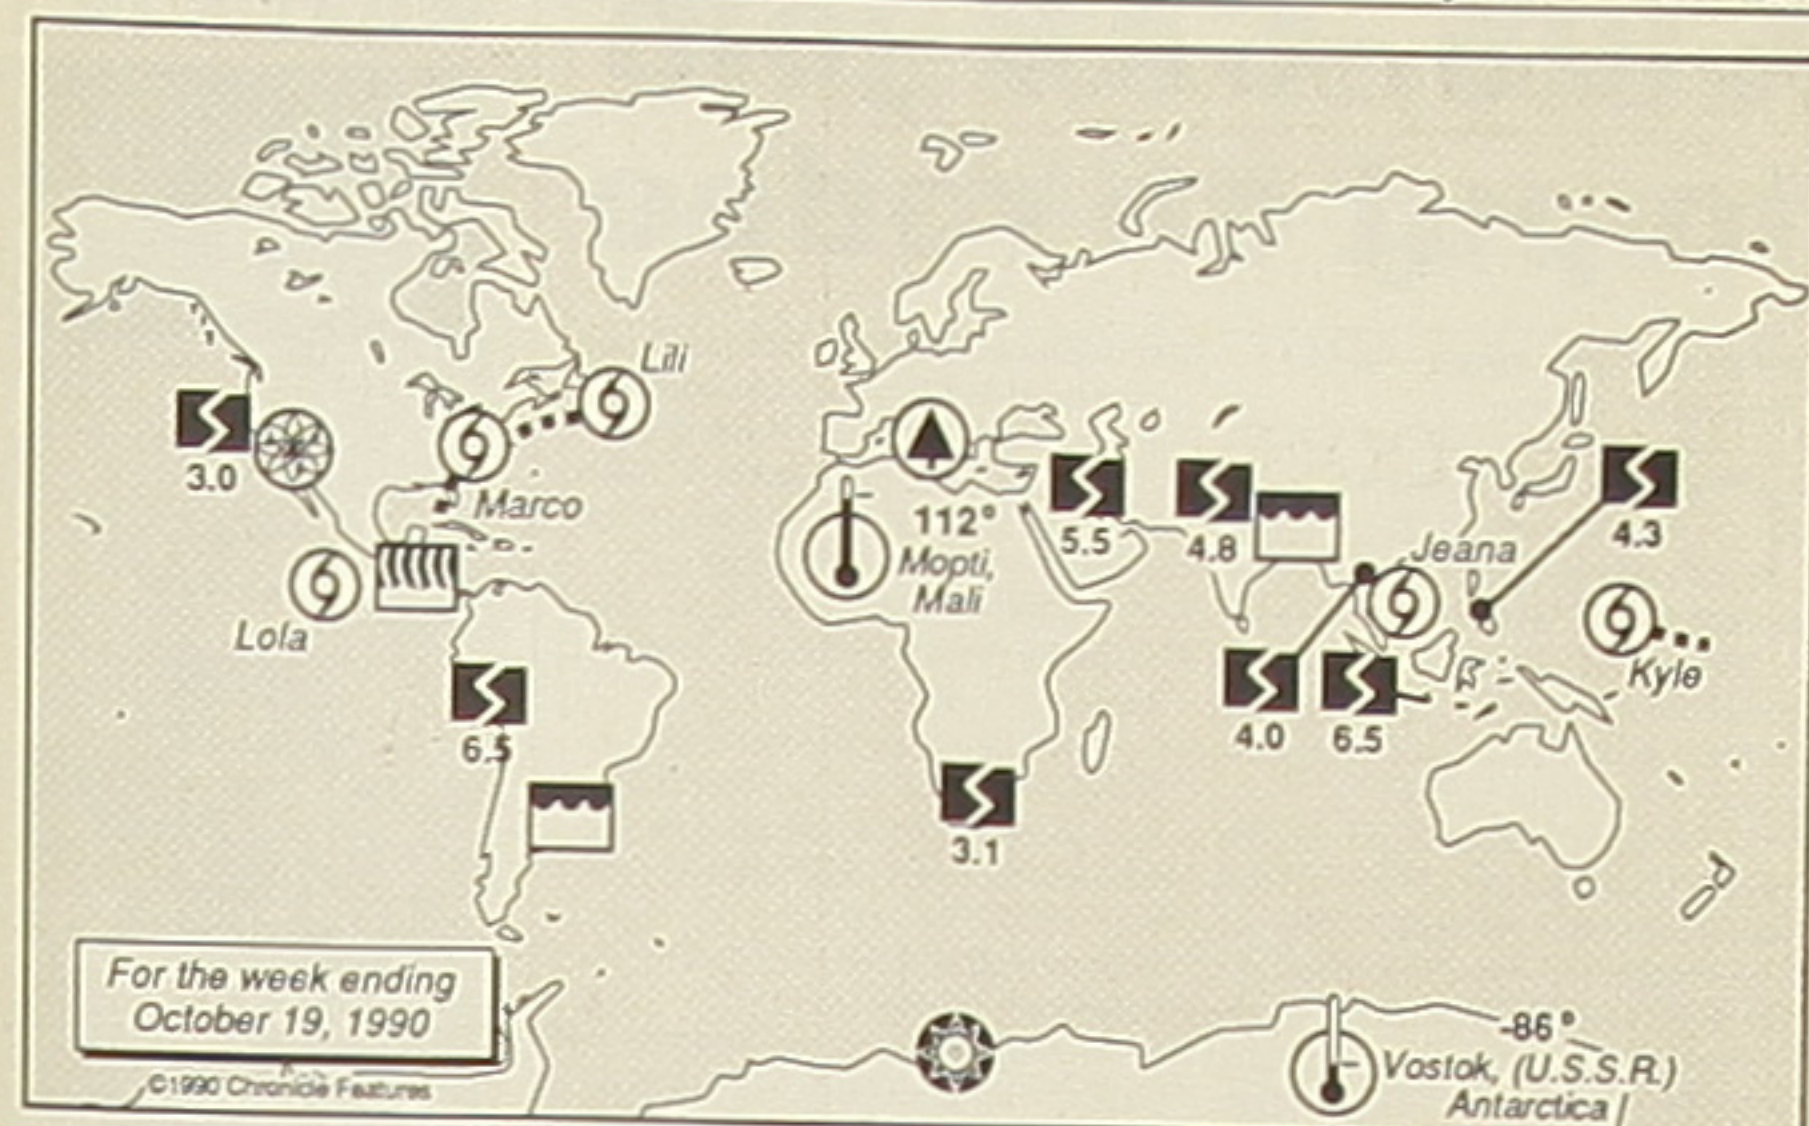 Lili
3.0
Marco
112°
Mopti,
Mali
5.5
4.8
Jeana
4.3
Lola
Kyle
6.5
4.0
6.5
3.1
For the week ending
October 19, 1990
©1990 Chronicle Features
-86°
Vostok, (U.S.S.R.)
Antarctica